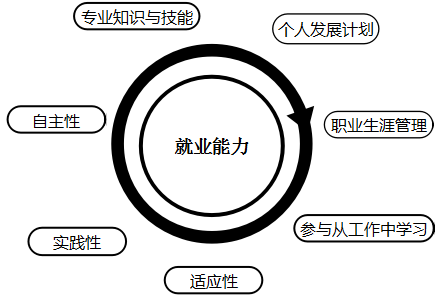 专业知识与技能
个人发展计划
自主性
职业生涯管理
就业能力
实践性
参与从工作中学习
适应性